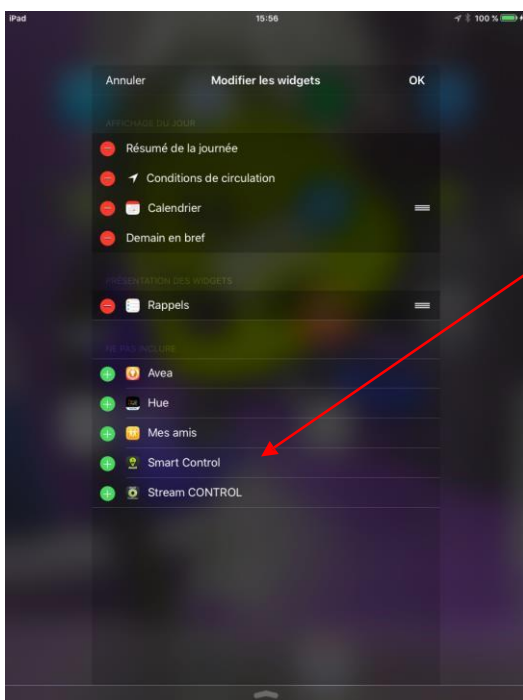 iPad 15:56 100 %
Annuler Modifier les widgets OK
AFFICHAGE DU JOUR
Résumé de la journée
Conditions de circulation
Calendrier
Demain en bref
PRÉSENTATION DES WIDGETS
Rappels
NE PAS INCLURE
Avea
Hue
Mes amis
Smart Control
Stream CONTROL